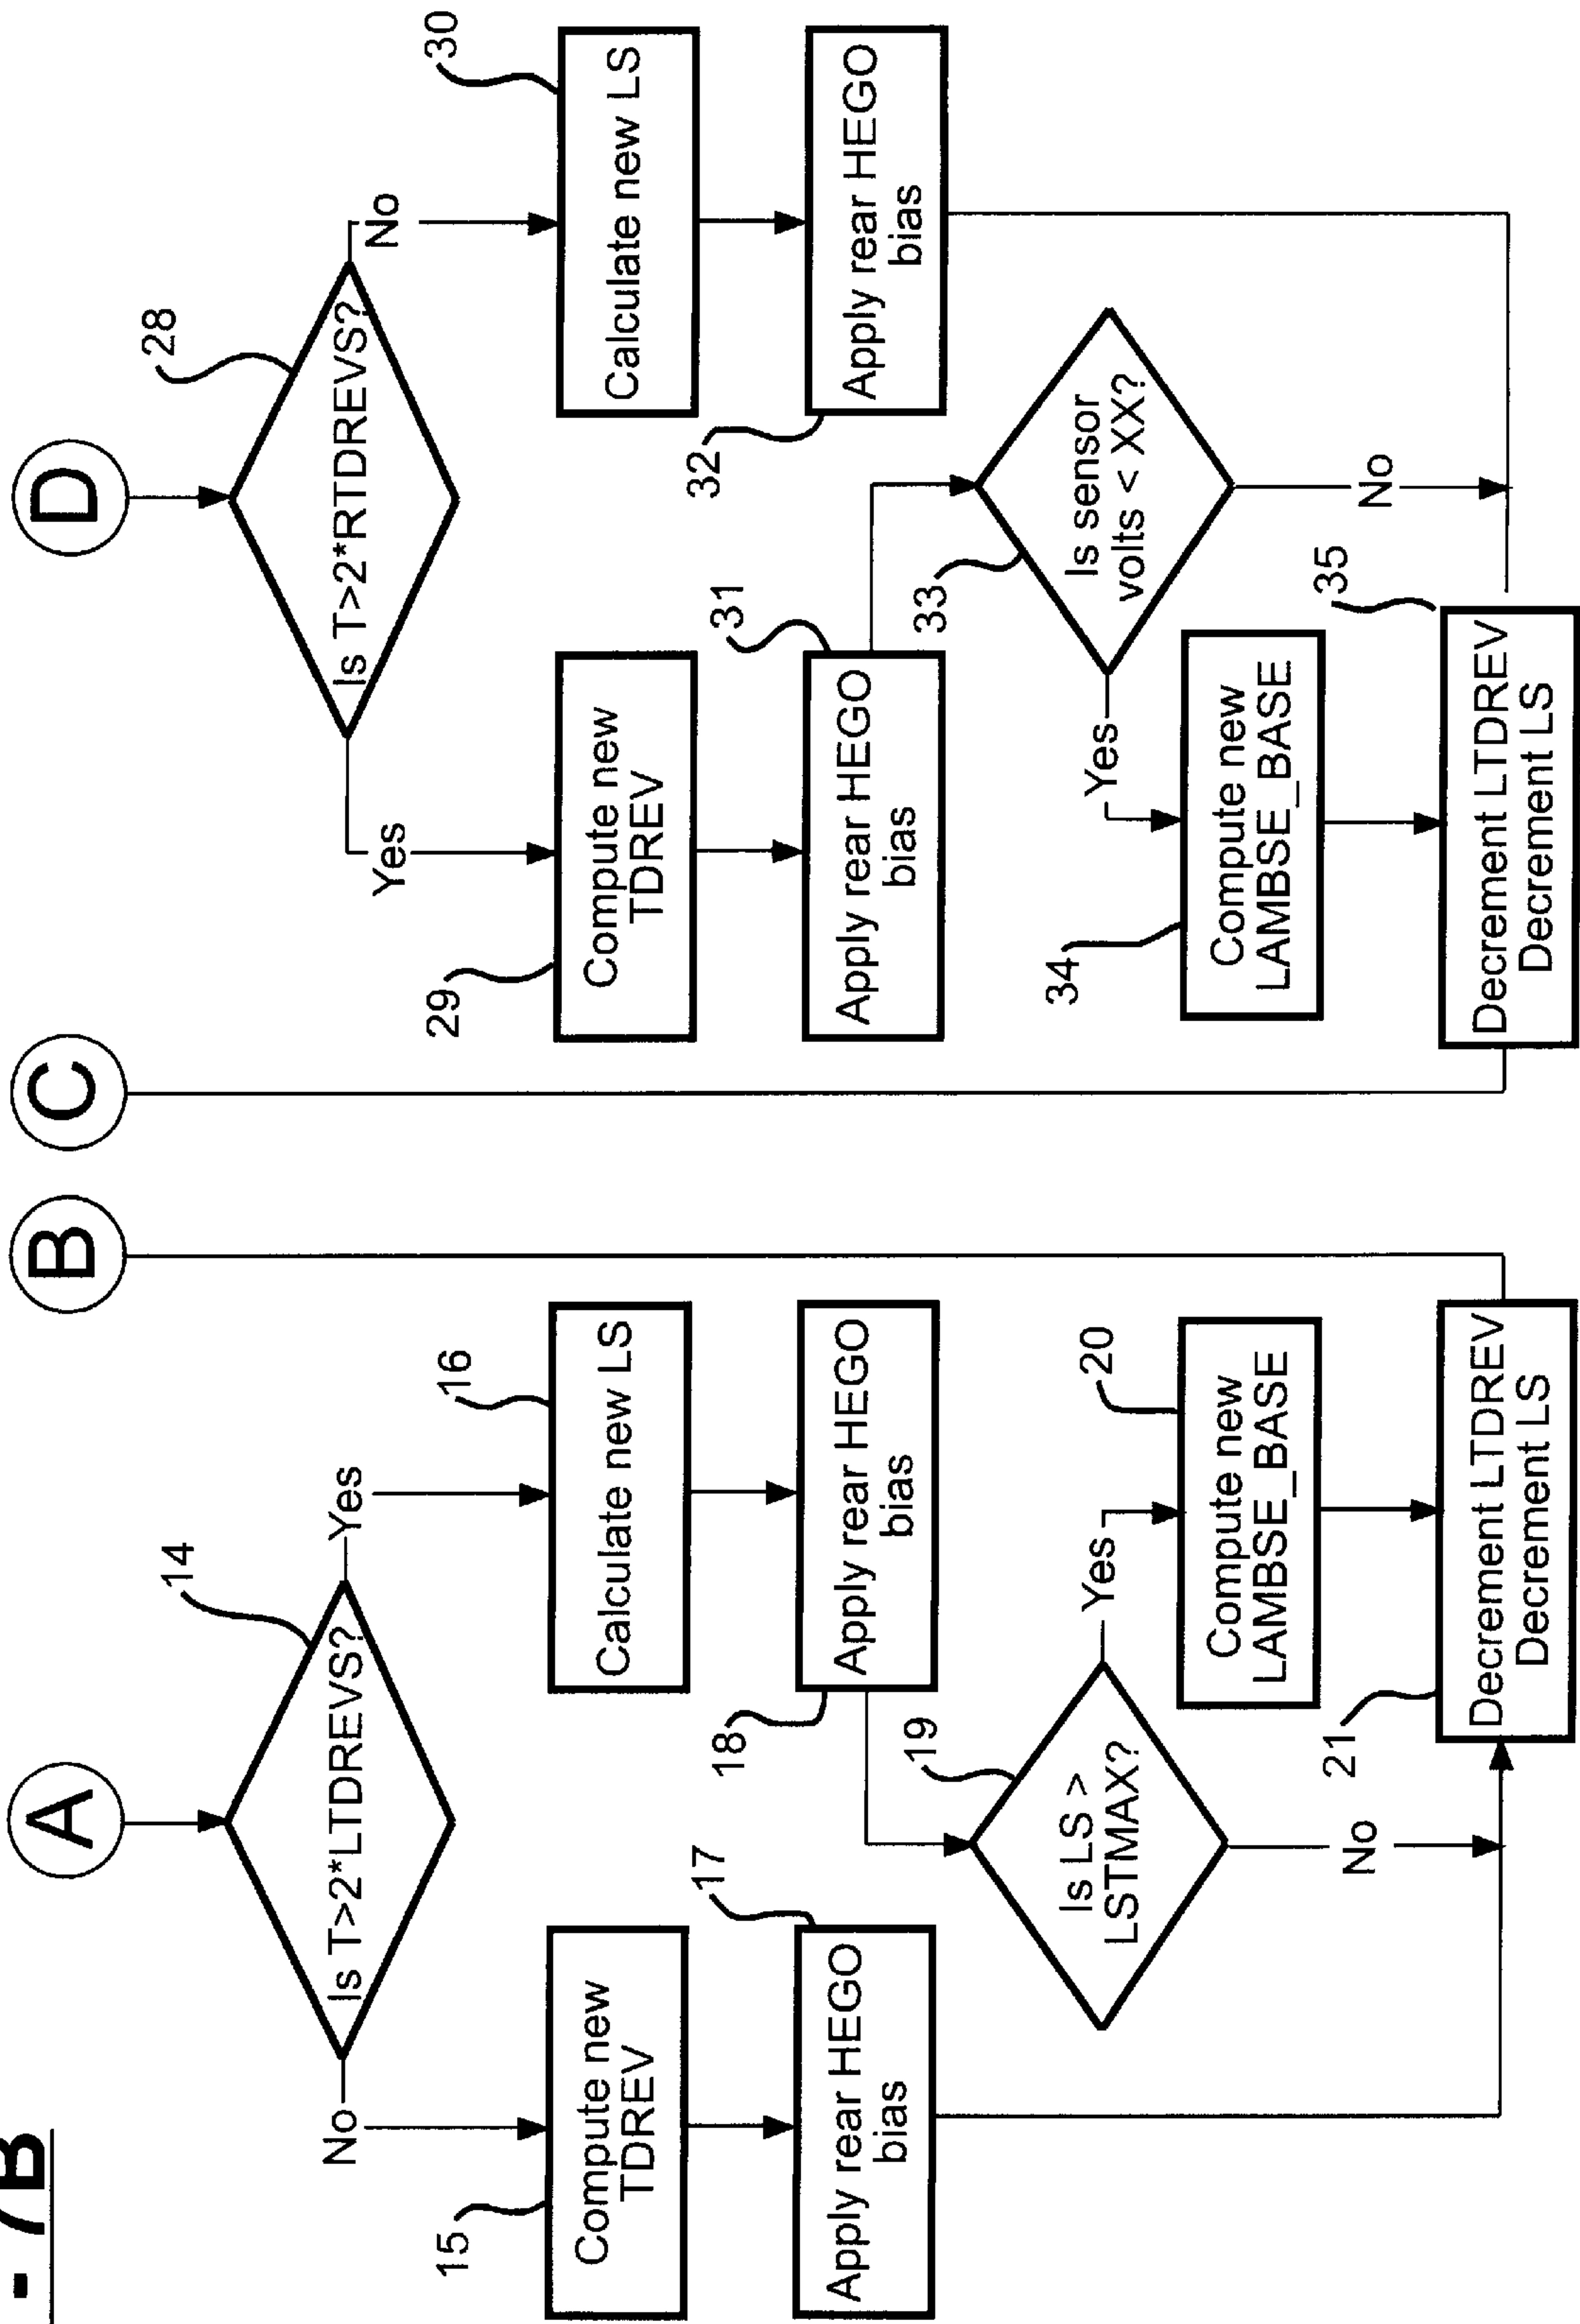 - 7B
A
B
C
D
14
Is T>2*LTDREVS?
No
Yes
15
Compute new
TDREV
16
Calculate new LS
17
Apply rear HEGO
bias
18
Apply rear HEGO
bias
19
Is LS >
LSTMAX?
Yes
No
20
Compute new
LAMBSE_BASE
21
Decrement LTDREV
Decrement LS
28
Is T>2*RTDREVS?
Yes
No
29
Compute new
TDREV
30
Calculate new LS
31
Apply rear HEGO
bias
32
Apply rear HEGO
bias
33
Is sensor
volts < XX?
Yes
No
34
Compute new
LAMBSE_BASE
35
Decrement LTDREV
Decrement LS